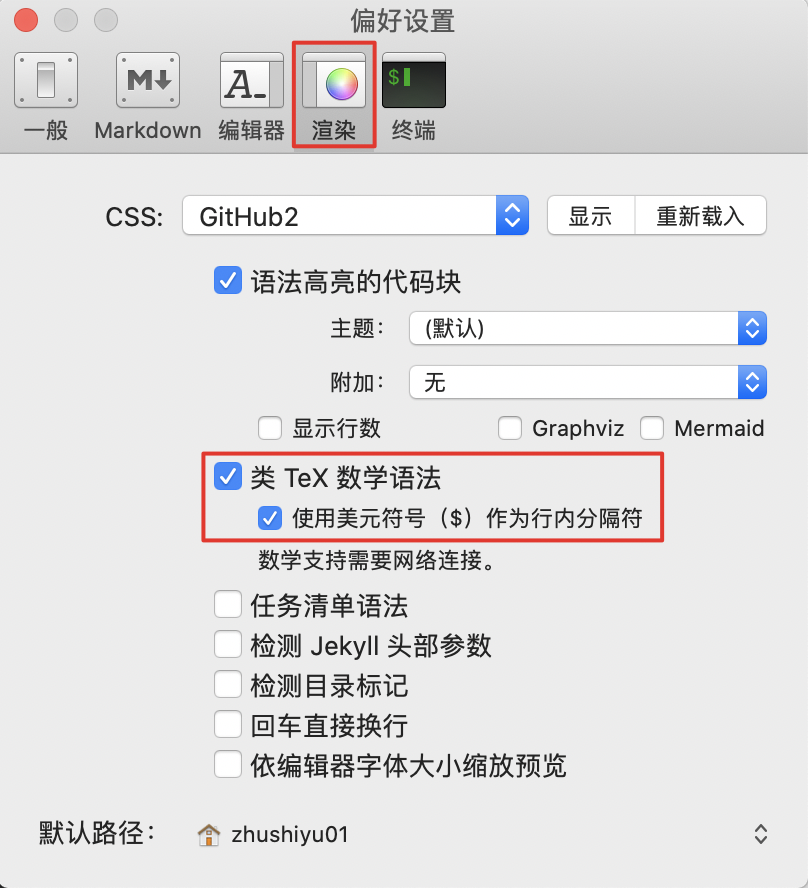 偏好设置
M↓ A_ $
一般 Markdown 编辑器 渲染 终端
CSS: GitHub2 显示 重新载入
语法高亮的代码块
主题： (默认)
附加： 无
显示行数 Graphviz Mermaid
类 TeX 数学语法
使用美元符号（$）作为行内分隔符
数学支持需要网络连接。
任务清单语法
检测 Jekyll 头部参数
检测目录标记
回车直接换行
依编辑器字体大小缩放预览
默认路径： zhushiyu01